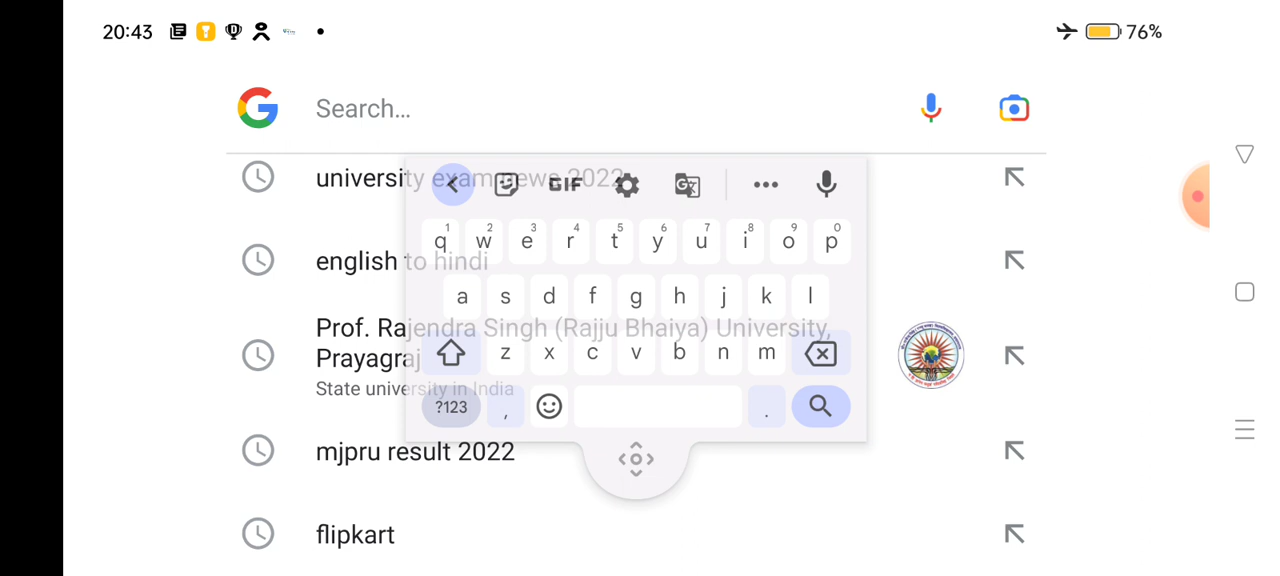 20:43
76%
Search...
university exam news 2022
english to hindi
Prof. Rajendra Singh (Rajju Bhaiya) University,
Prayagraj
State university in India
mjpru result 2022
flipkart
GIF
1 2 3 4 5 6 7 8 9 0
q w e r t y u i o p
a s d f g h j k l
z x c v b n m
?123 , .